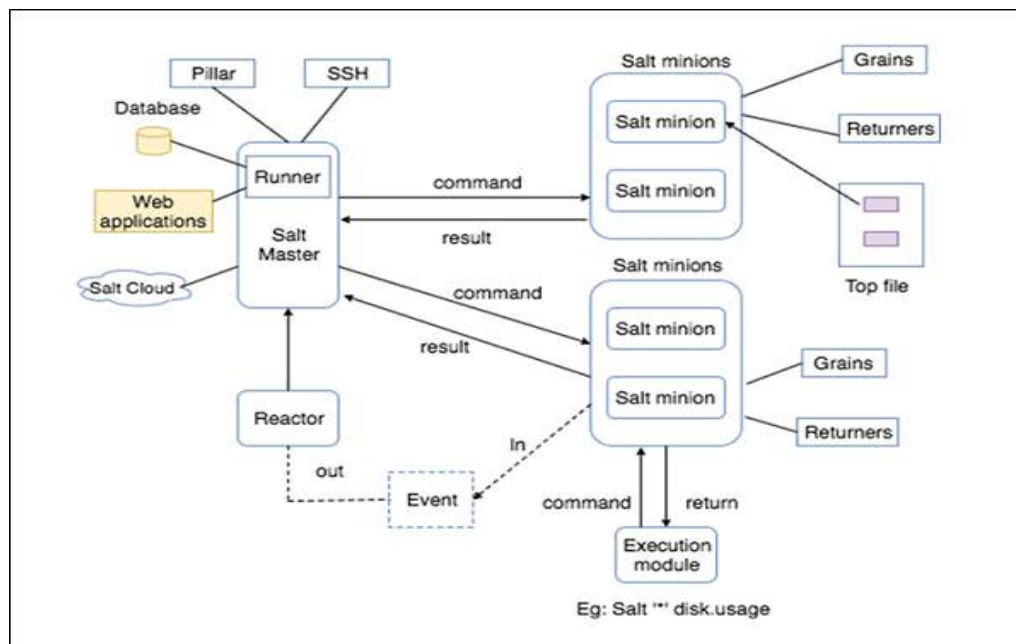 Pillar
SSH
Database
Runner
Web
applications
Salt
Master
Salt Cloud
command
result
Salt minions
Salt minion
Salt minion
Grains
Returners
Top file
command
result
Salt minions
Salt minion
Salt minion
Grains
Returners
Reactor
out
Event
In
command
return
Execution
module
Eg: Salt '*' disk.usage